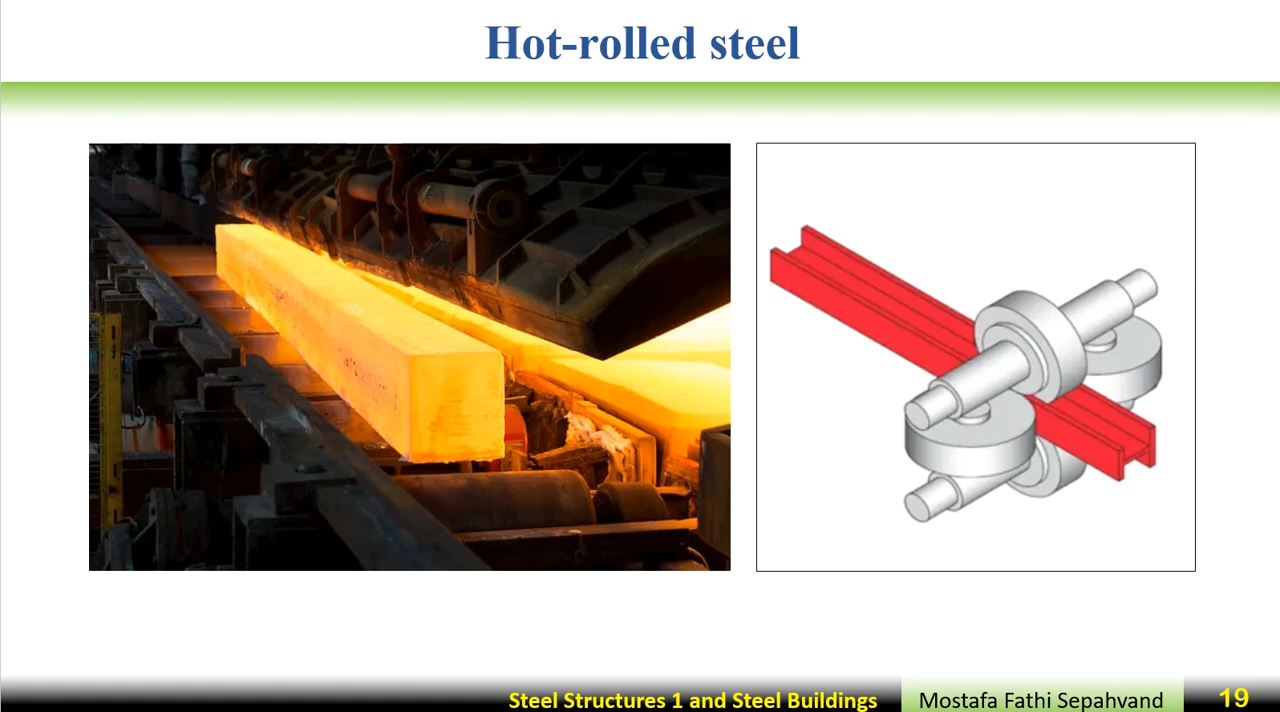 Hot-rolled steel
Steel Structures 1 and Steel Buildings
Mostafa Fathi Sepahvand
19